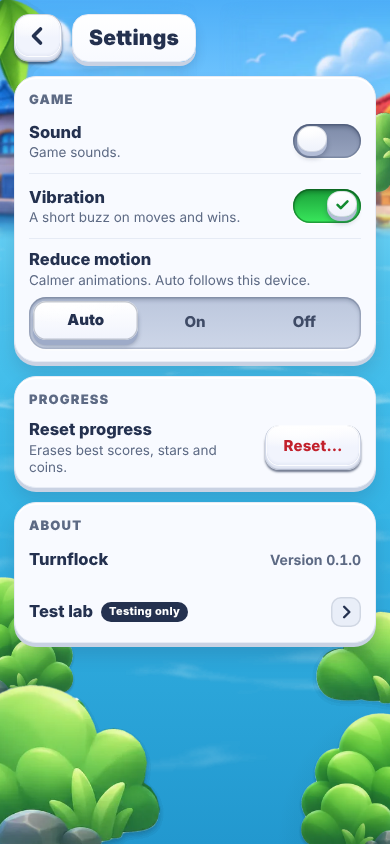 Settings
GAME
Sound
Game sounds.
Vibration
A short buzz on moves and wins.
Reduce motion
Calmer animations. Auto follows this device.
Auto On Off
PROGRESS
Reset progress
Erases best scores, stars and
coins.
Reset...
ABOUT
Turnflock Version 0.1.0
Test lab Testing only